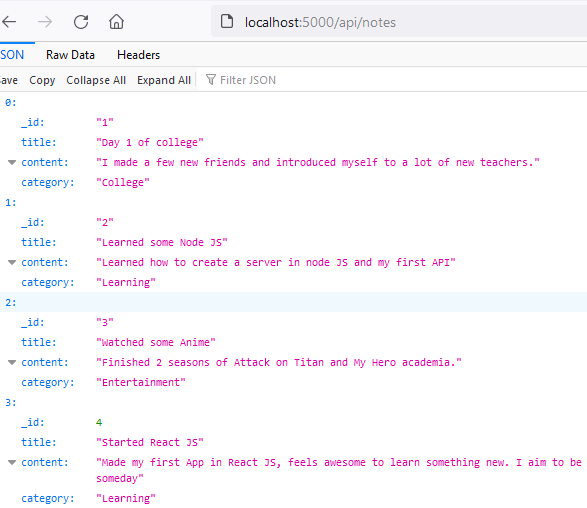 localhost:5000/api/notes
JSON Raw Data Headers
Save Copy Collapse All Expand All Filter JSON
0:
_id: "1"
title: "Day 1 of college"
content: "I made a few new friends and introduced myself to a lot of new teachers."
category: "College"
1:
_id: "2"
title: "Learned some Node JS"
content: "Learned how to create a server in node JS and my first API"
category: "Learning"
2:
_id: "3"
title: "Watched some Anime"
content: "Finished 2 seasons of Attack on Titan and My Hero academia."
category: "Entertainment"
3:
_id: 4
title: "Started React JS"
content: "Made my first App in React JS, feels awesome to learn something new. I aim to be
someday"
category: "Learning"